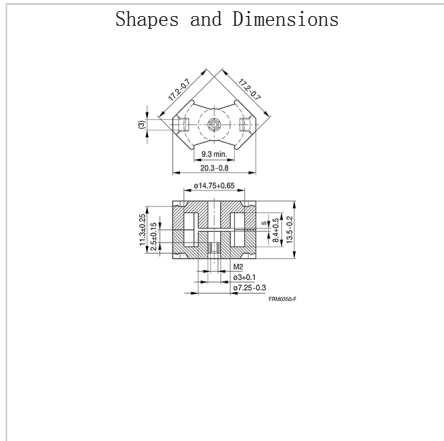 Shapes and Dimensions
17.2-0.7
17.2-0.7
(3)
9.3 min.
20.3-0.8
ø14.75+0.65
11.3±0.25
2.5±0.15
5
8.4+0.5
13.5-0.2
M2
ø3+0.1
ø7.25-0.3
FRM0350-F